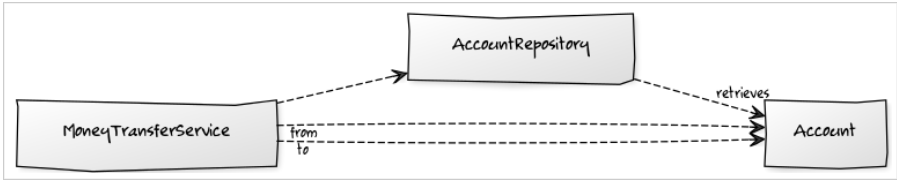 AccountRepository
retrieves
MoneyTransferService
from
to
Account